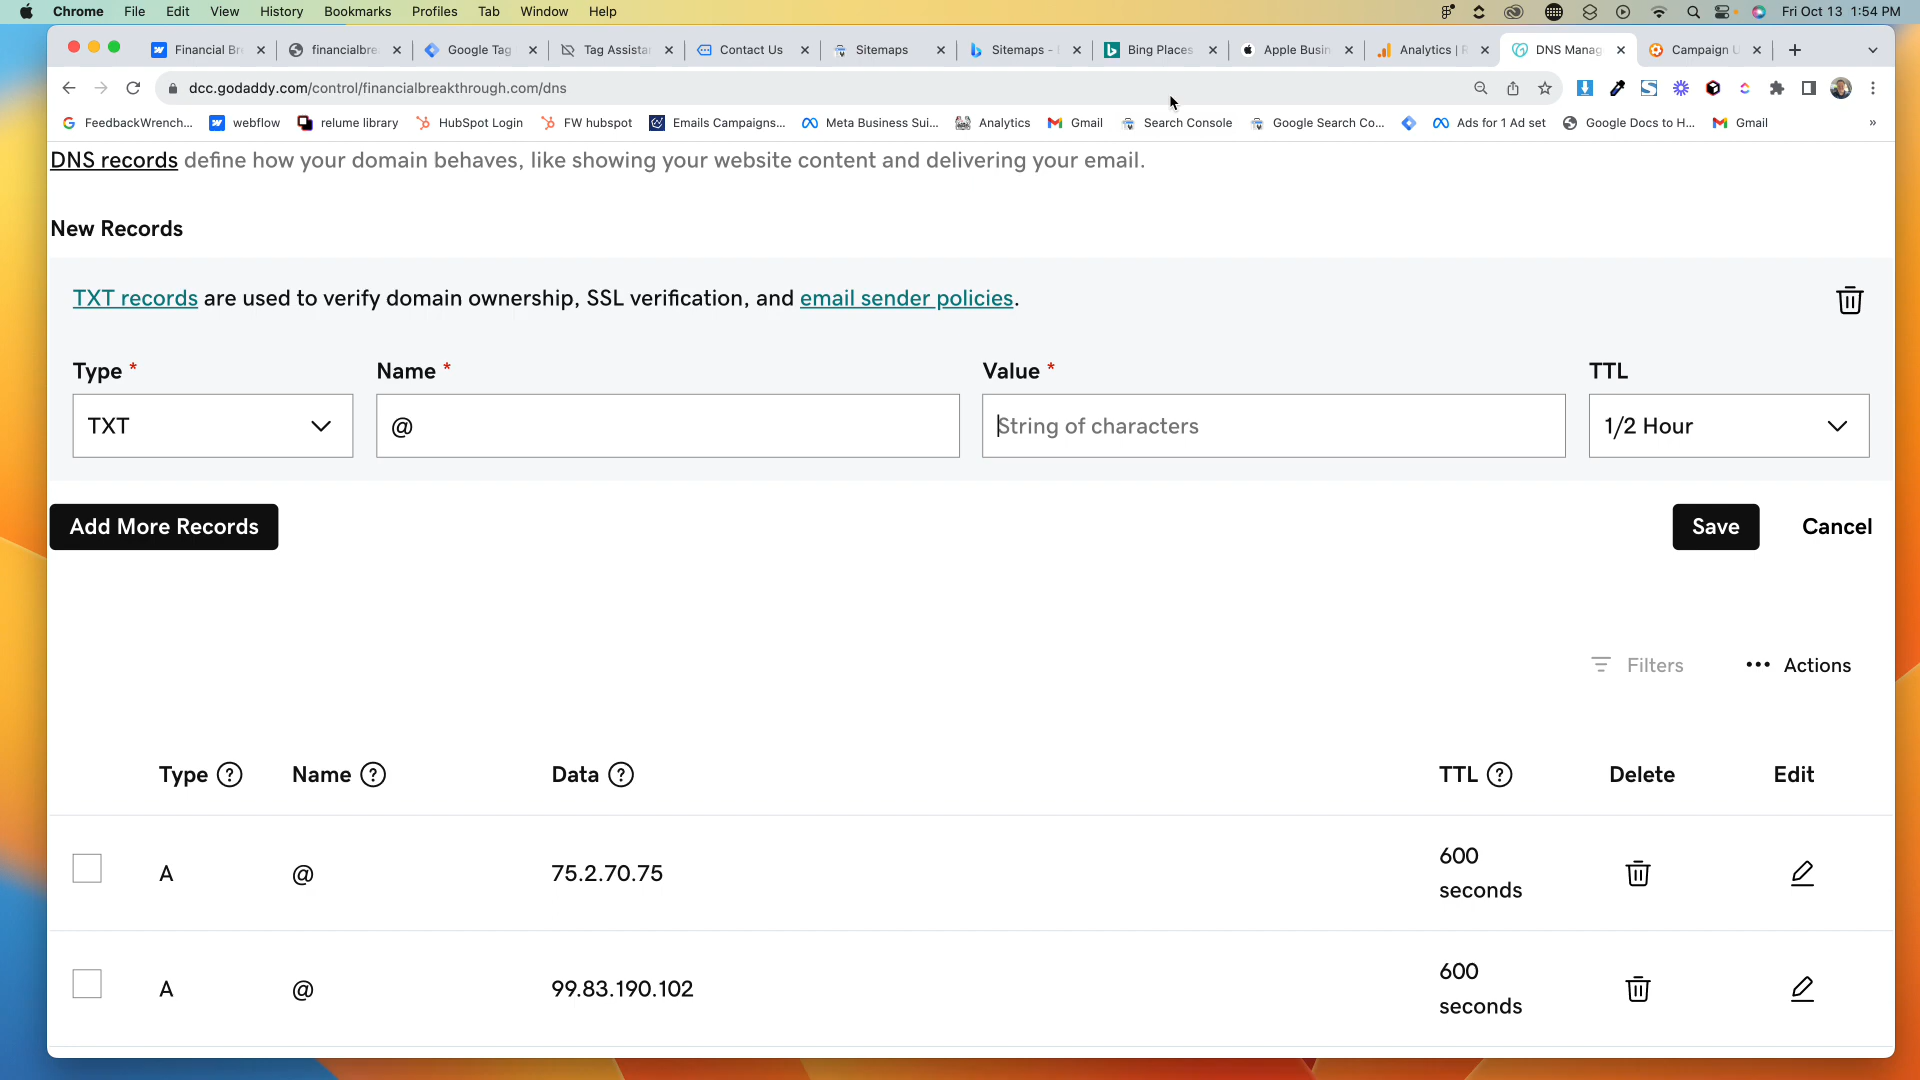 Chrome File Edit View History Bookmarks Profiles Tab Window Help Fri Oct 13 1:54 PM
Financial Br financialbre Google Tag Tag Assista Contact Us Sitemaps Sitemaps - Bing Places Apple Busin Analytics | DNS Manag Campaign U
dcc.godaddy.com/control/financialbreakthrough.com/dns
FeedbackWrench... webflow relume library HubSpot Login FW hubspot Emails Campaigns... Meta Business Sui... Analytics Gmail Search Console Google Search Co... Ads for 1 Ad set Google Docs to H... Gmail »
DNS records define how your domain behaves, like showing your website content and delivering your email.
New Records
TXT records are used to verify domain ownership, SSL verification, and email sender policies.
Type * Name * Value * TTL
TXT @ String of characters 1/2 Hour
Add More Records Save Cancel
Filters ••• Actions
Type ? Name ? Data ? TTL ? Delete Edit
A @ 75.2.70.75 600
seconds
A @ 99.83.190.102 600
seconds